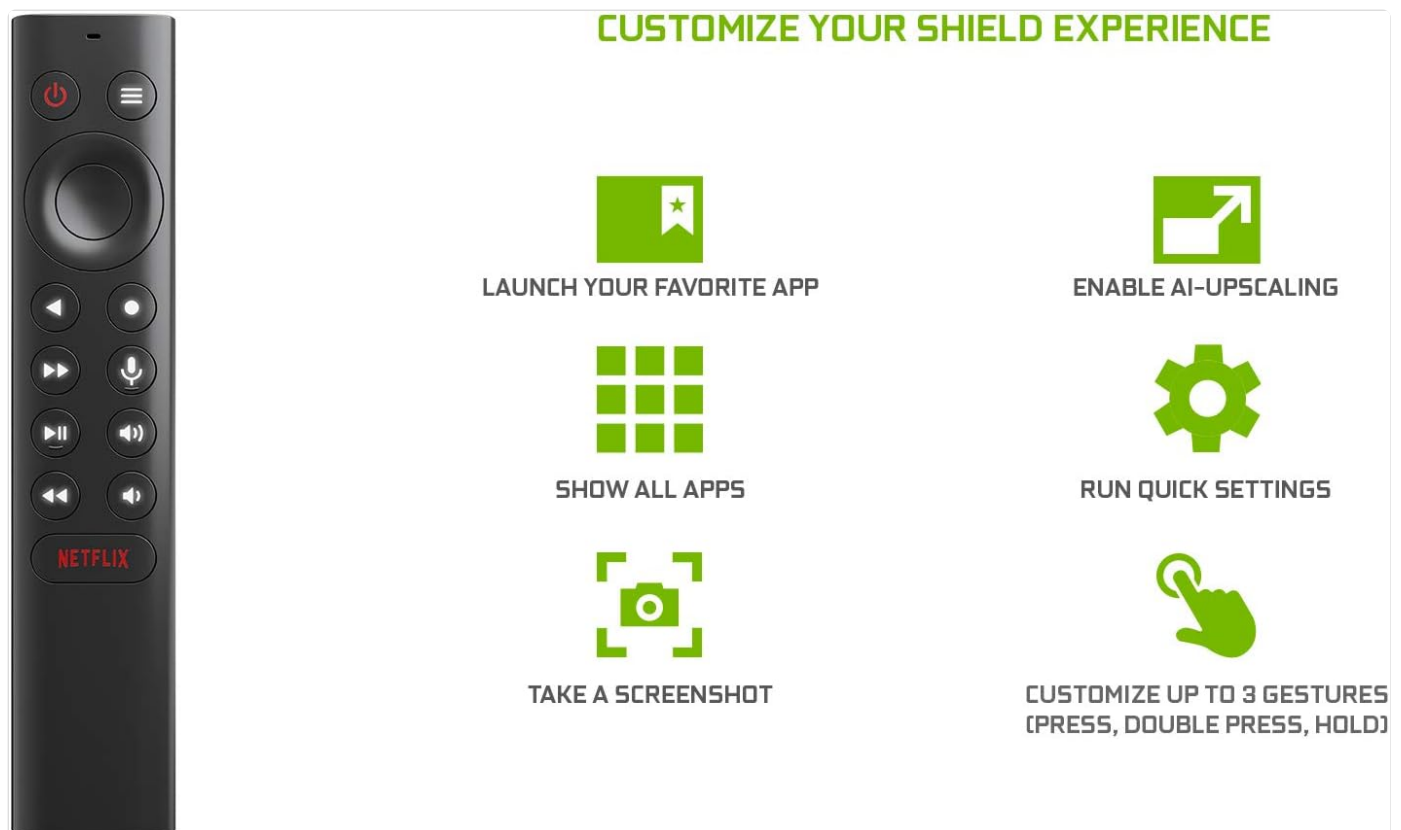 CUSTOMIZE YOUR SHIELD EXPERIENCE
LAUNCH YOUR FAVORITE APP
ENABLE AI-UPSCALING
SHOW ALL APPS
RUN QUICK SETTINGS
TAKE A SCREENSHOT
CUSTOMIZE UP TO 3 GESTURES
(PRESS, DOUBLE PRESS, HOLD)
NETFLIX